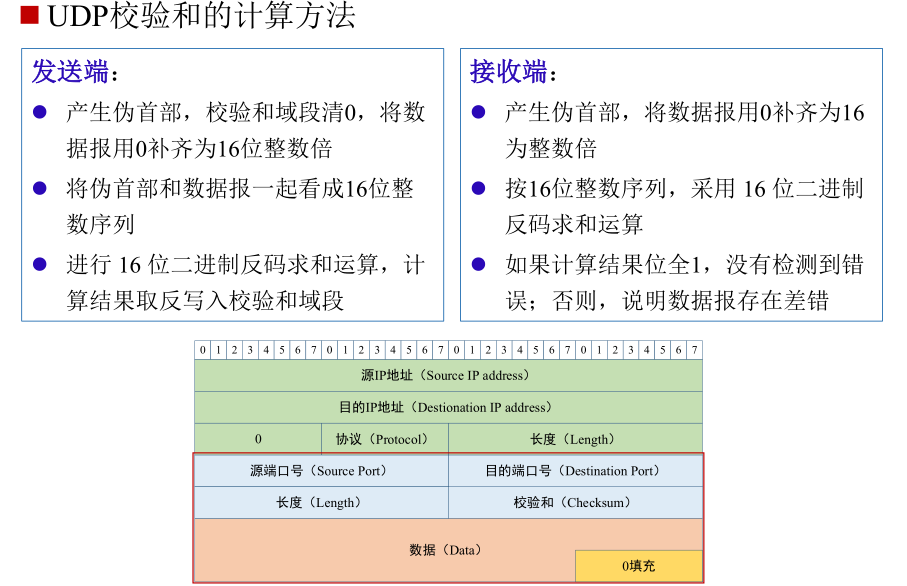 UDP校验和的计算方法
发送端：
产生伪首部，校验和域段清0，将数
据报用0补齐为16位整数倍
将伪首部和数据报一起看成16位整
数序列
进行 16 位二进制反码求和运算，计
算结果取反写入校验和域段
接收端：
产生伪首部，将数据报用0补齐为16
为整数倍
按16位整数序列，采用 16 位二进制
反码求和运算
如果计算结果位全1，没有检测到错
误；否则，说明数据报存在差错
0 1 2 3 4 5 6 7 0 1 2 3 4 5 6 7 0 1 2 3 4 5 6 7 0 1 2 3 4 5 6 7
源IP地址（Source IP address）
目的IP地址（Destionation IP address）
0 协议（Protocol） 长度（Length）
源端口号（Source Port） 目的端口号（Destination Port）
长度（Length） 校验和（Checksum）
数据（Data）
0填充